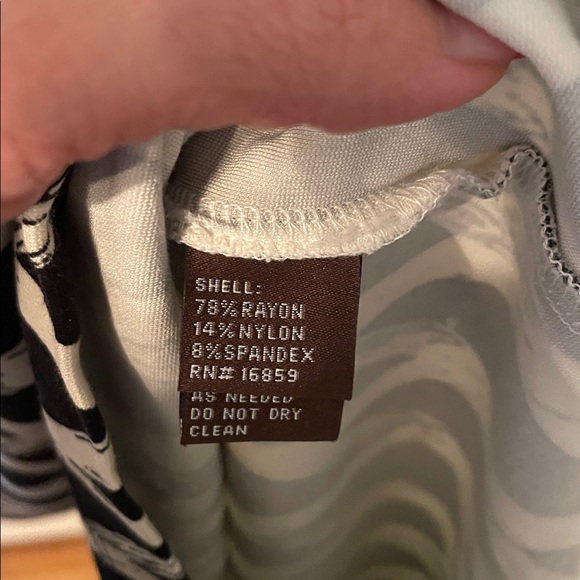 SHELL:
78%RAYON
14%NYLON
8%SPANDEX
RN# 16859
AS NEEDED
DO NOT DRY
CLEAN